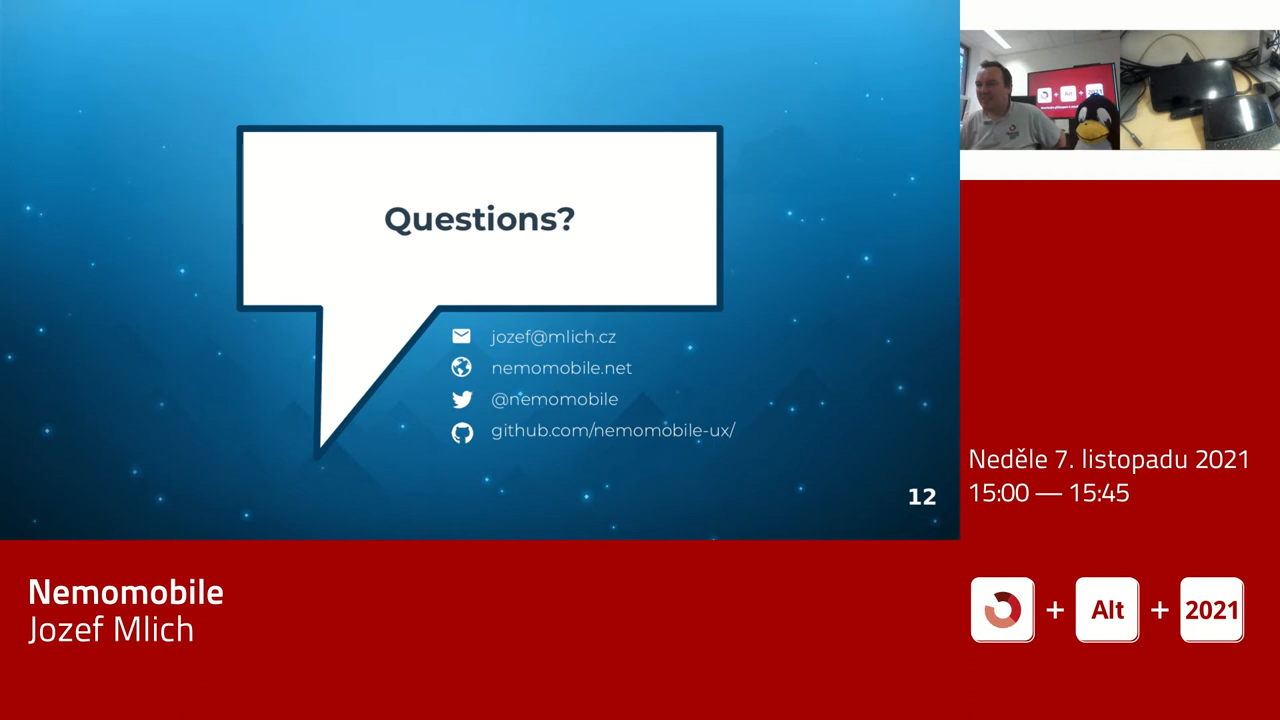 Questions?
jozef@mlich.cz
nemomobile.net
@nemomobile
github.com/nemomobile-ux/
12
Neděle 7. listopadu 2021
15:00 — 15:45
Nemomobile
Jozef Mlich
+ Alt + 2021